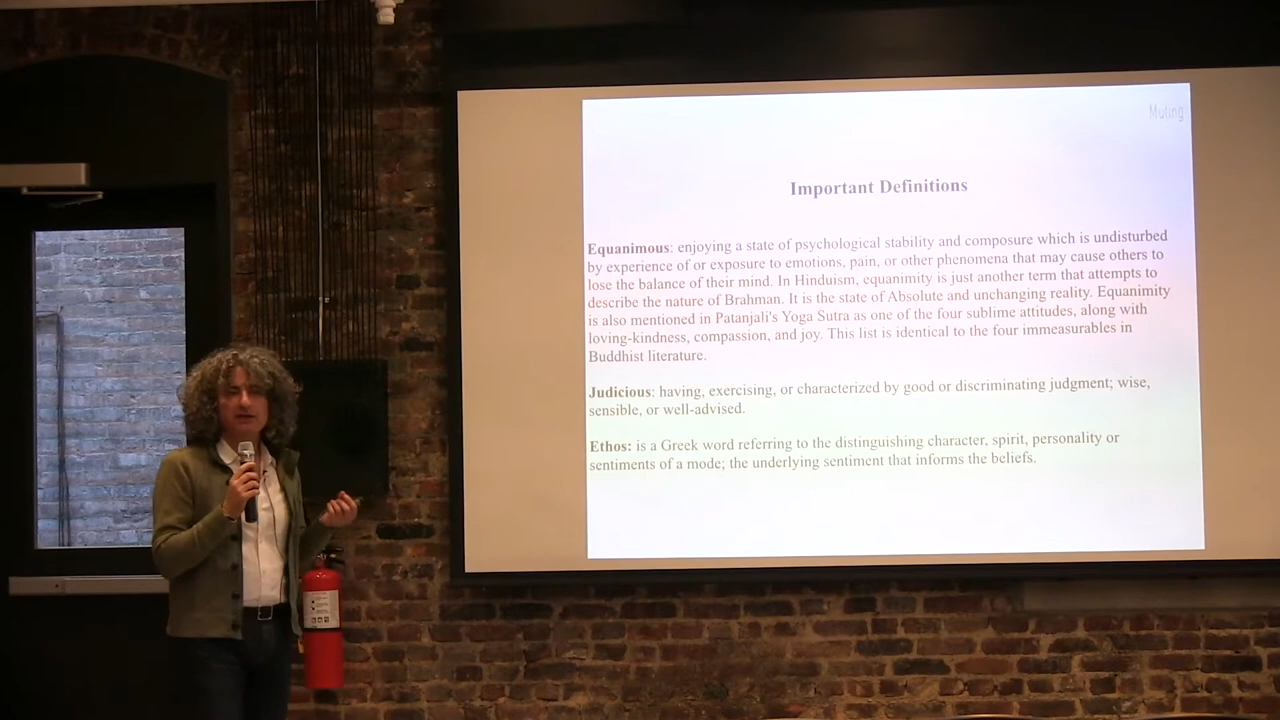 Muting
Important Definitions
Equanimous: enjoying a state of psychological stability and composure which is undisturbed
by experience of or exposure to emotions, pain, or other phenomena that may cause others to
lose the balance of their mind. In Hinduism, equanimity is just another term that attempts to
describe the nature of Brahman. It is the state of Absolute and unchanging reality. Equanimity
is also mentioned in Patanjali's Yoga Sutra as one of the four sublime attitudes, along with
loving-kindness, compassion, and joy. This list is identical to the four immeasurables in
Buddhist literature.
Judicious: having, exercising, or characterized by good or discriminating judgment; wise,
sensible, or well-advised.
Ethos: is a Greek word referring to the distinguishing character, spirit, personality or
sentiments of a mode; the underlying sentiment that informs the beliefs.